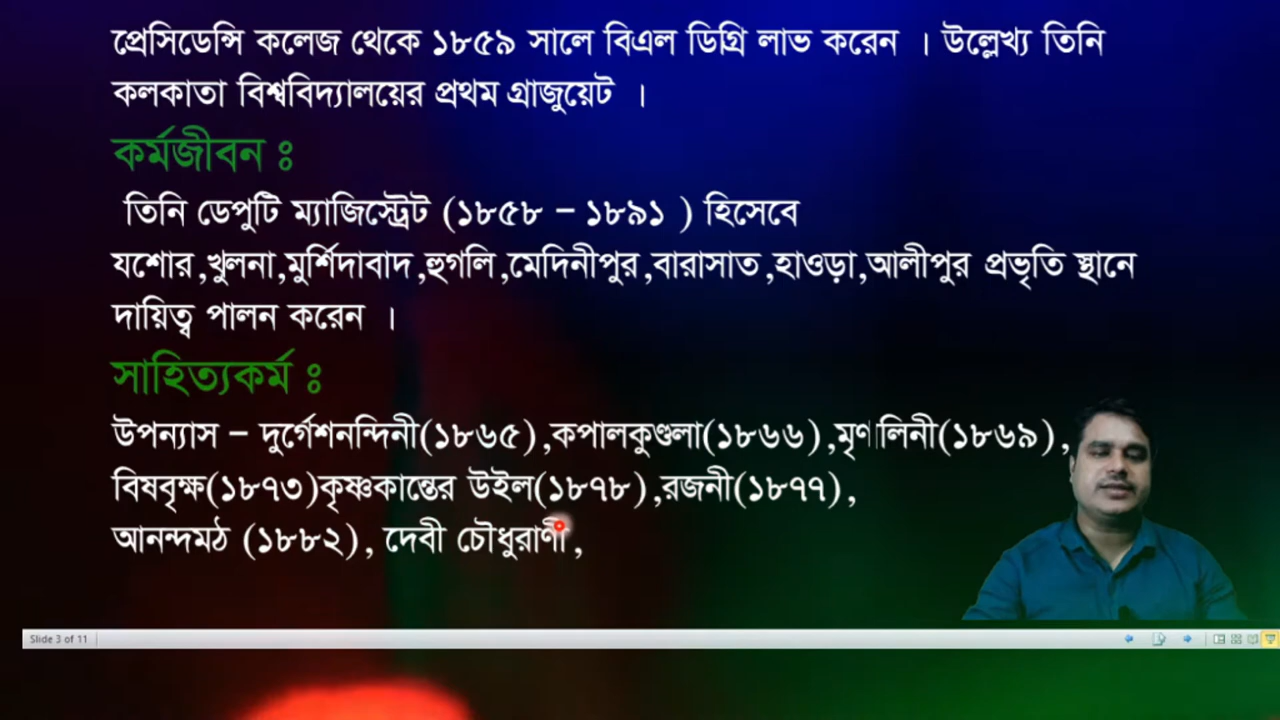 প্রেসিডেন্সি কলেজ থেকে ১৮৫৯ সালে বিএল ডিগ্রি লাভ করেন । উল্লেখ্য তিনি
কলকাতা বিশ্ববিদ্যালয়ের প্রথম গ্রাজুয়েট ।
কর্মজীবন ঃ
তিনি ডেপুটি ম্যাজিস্ট্রেট (১৮৫৮ – ১৮৯১ ) হিসেবে
যশোর ,খুলনা,মুর্শিদাবাদ,হুগলি,মেদিনীপুর,বারাসাত,হাওড়া,আলীপুর প্রভৃতি স্থানে
দায়িত্ব পালন করেন ।
সাহিত্যকর্ম ঃ
উপন্যাস – দুর্গেশনন্দিনী(১৮৬৫),কপালকুণ্ডলা(১৮৬৬),মৃণালিনী(১৮৬৯),
বিষবৃক্ষ(১৮৭৩)কৃষ্ণকান্তের উইল(১৮৭৮),রজনী(১৮৭৭),
আনন্দমঠ (১৮৮২), দেবী চৌধুরাণী,
Slide 3 of 11